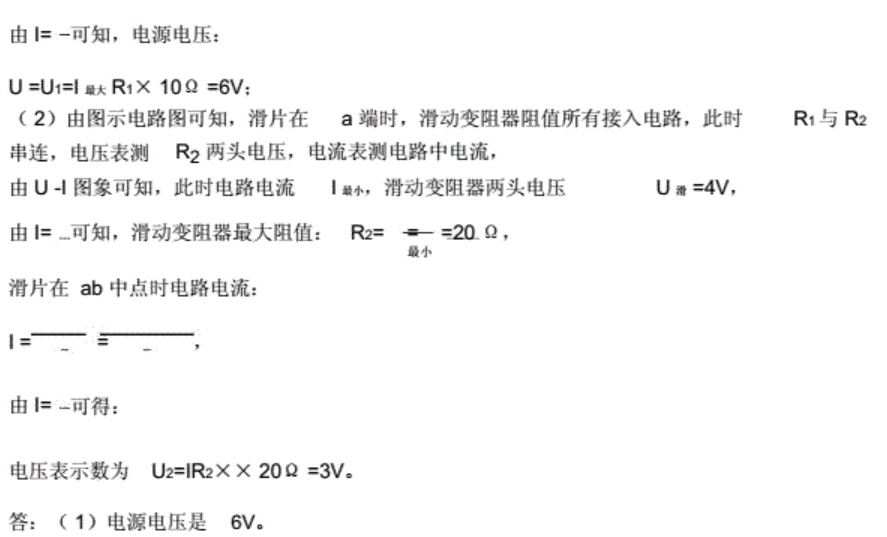 由 I= 可知，电源电压：
U =U1=I 最大 R1× 10Ω =6V；
（ 2）由图示电路图可知，滑片在 a 端时，滑动变阻器阻值所有接入电路，此时 R1 与 R2
串连，电压表测 R2 两头电压，电流表测电路中电流，
由 U -I 图象可知，此时电路电流 I 最小，滑动变阻器两头电压 U 滑 =4V，
由 I= 可知，滑动变阻器最大阻值： R2= = =20 Ω，
最小
滑片在 ab 中点时电路电流：
I = = ，
由 I= 可得：
电压表示数为 U2=IR2×× 20Ω =3V。
答：（ 1）电源电压是 6V。